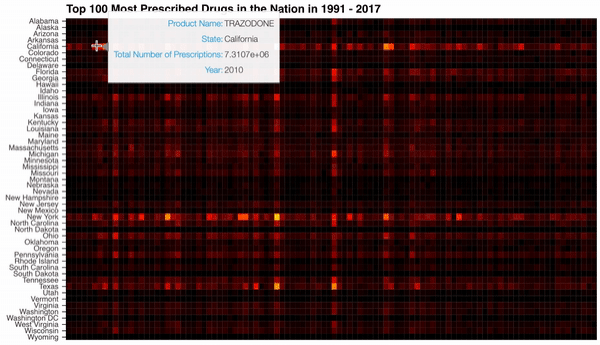 Top 100 Most Prescribed Drugs in the Nation in 1991 - 2017
Product Name: TRAZODONE
State: California
Total Number of Prescriptions: 7.3107e+06
Year: 2010
Alabama
Alaska
Arizona
Arkansas
California
Colorado
Connecticut
Delaware
Florida
Georgia
Hawaii
Idaho
Illinois
Indiana
Iowa
Kansas
Kentucky
Louisiana
Maine
Maryland
Massachusetts
Michigan
Minnesota
Mississippi
Missouri
Montana
Nebraska
Nevada
New Hampshire
New Jersey
New Mexico
New York
North Carolina
North Dakota
Ohio
Oklahoma
Oregon
Pennsylvania
Rhode Island
South Carolina
South Dakota
Tennessee
Texas
Utah
Vermont
Virginia
Washington
Washington DC
West Virginia
Wisconsin
Wyoming